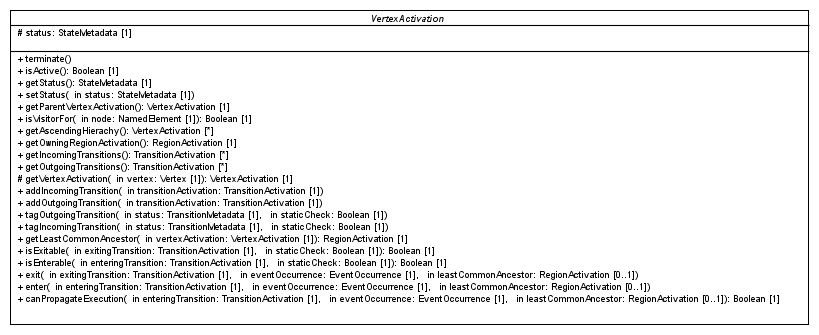 VertexActivation
# status: StateMetadata [1]
+ terminate()
+ isActive(): Boolean [1]
+ getStatus(): StateMetadata [1]
+ setStatus( in status: StateMetadata [1])
+ getParentVertexActivation(): VertexActivation [1]
+ isVisitorFor( in node: NamedElement [1]): Boolean [1]
+ getAscendingHierachy(): VertexActivation [*]
+ getOwningRegionActivation(): RegionActivation [1]
+ getIncomingTransitions(): TransitionActivation [*]
+ getOutgoingTransitions(): TransitionActivation [*]
# getVertexActivation( in vertex: Vertex [1]): VertexActivation [1]
+ addIncomingTransition( in transitionActivation: TransitionActivation [1])
+ addOutgoingTransition( in transitionActivation: TransitionActivation [1])
+ tagOutgoingTransition( in status: TransitionMetadata [1], in staticCheck: Boolean [1])
+ tagIncomingTransition( in status: TransitionMetadata [1], in staticCheck: Boolean [1])
+ getLeastCommonAncestor( in vertexActivation: VertexActivation [1]): RegionActivation [1]
+ isExitable( in exitingTransition: TransitionActivation [1], in staticCheck: Boolean [1]): Boolean [1]
+ isEnterable( in enteringTransition: TransitionActivation [1], in staticCheck: Boolean [1]): Boolean [1]
+ exit( in exitingTransition: TransitionActivation [1], in eventOccurrence: EventOccurrence [1], in leastCommonAncestor: RegionActivation [0..1])
+ enter( in enteringTransition: TransitionActivation [1], in eventOccurrence: EventOccurrence [1], in leastCommonAncestor: RegionActivation [0..1])
+ canPropagateExecution( in enteringTransition: TransitionActivation [1], in eventOccurrence: EventOccurrence [1], in leastCommonAncestor: RegionActivation [0..1]): Boolean [1]